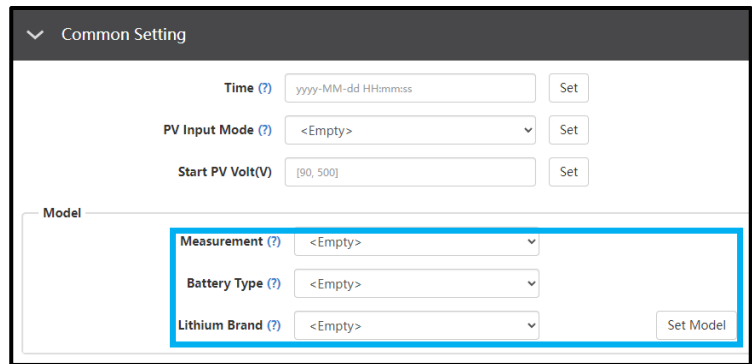 Common Setting
Time (?) yyyy-MM-dd HH:mm:ss Set
PV Input Mode (?) <Empty> Set
Start PV Volt(V) [90, 500] Set
Model
Measurement (?) <Empty>
Battery Type (?) <Empty>
Lithium Brand (?) <Empty> Set Model